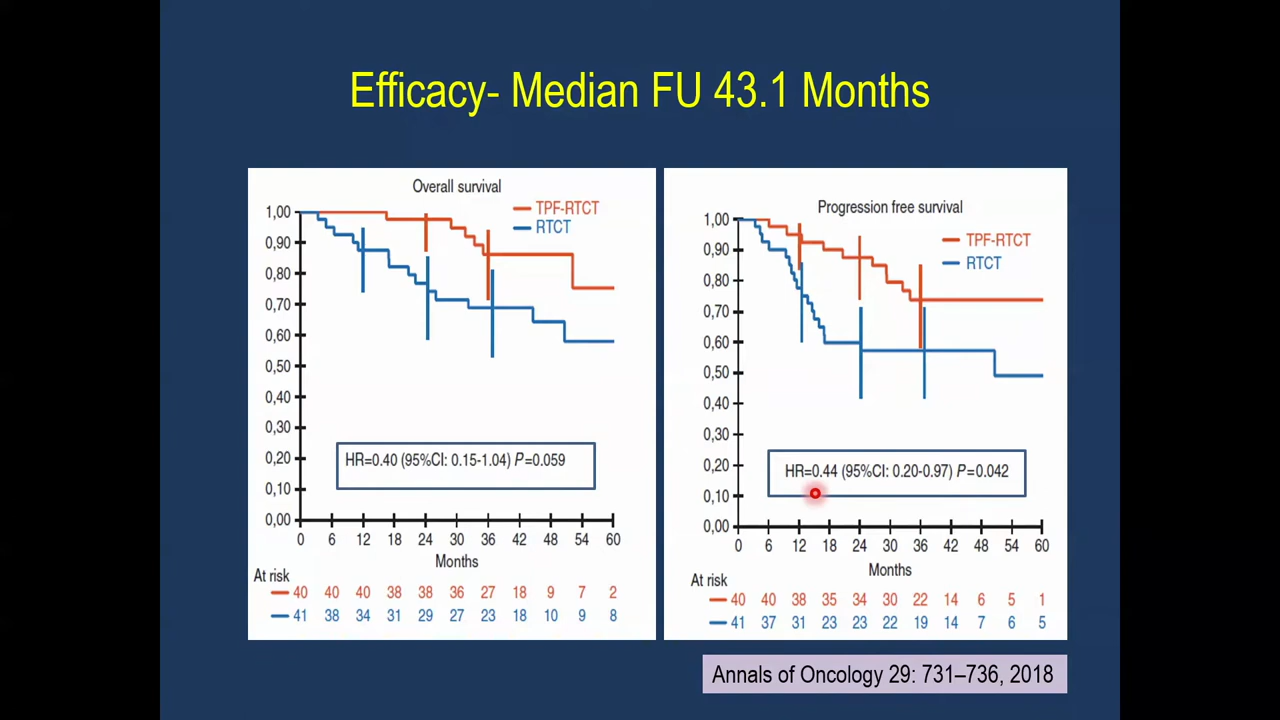 Efficacy- Median FU 43.1 Months
Overall survival
TPF-RTCT
RTCT
1,00
0,90
0,80
0,70
0,60
0,50
0,40
0,30
0,20
0,10
0,00
HR=0.40 (95%CI: 0.15-1.04) P=0.059
0 6 12 18 24 30 36 42 48 54 60
Months
At risk
40 40 40 38 38 36 27 18 9 7 2
41 38 34 31 29 27 23 18 10 9 8
Progression free survival
TPF-RTCT
RTCT
1,00
0,90
0,80
0,70
0,60
0,50
0,40
0,30
0,20
0,10
0,00
HR=0.44 (95%CI: 0.20-0.97) P=0.042
0 6 12 18 24 30 36 42 48 54 60
Months
At risk
40 40 38 35 34 30 22 14 6 5 1
41 37 31 23 23 22 19 14 7 6 5
Annals of Oncology 29: 731–736, 2018